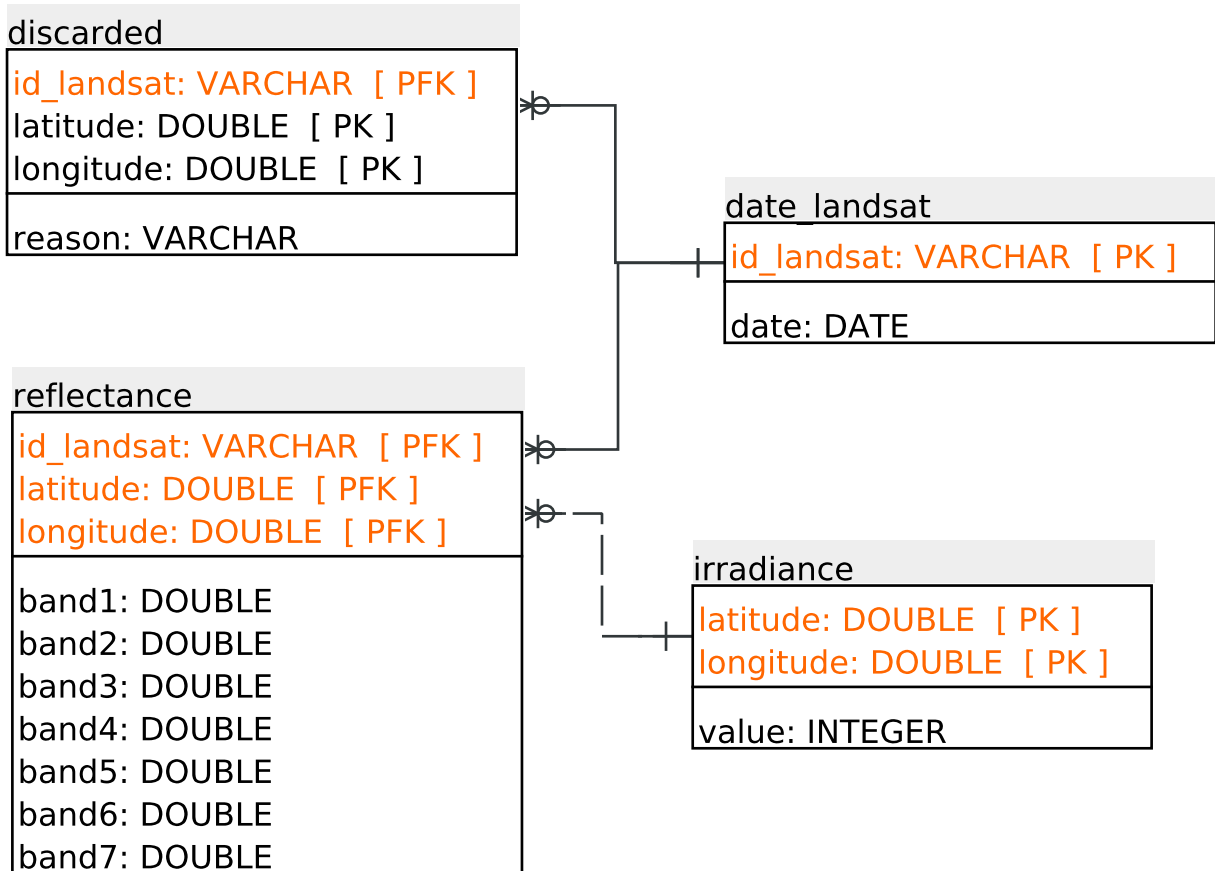 discarded
id_landsat: VARCHAR [ PFK ]
latitude: DOUBLE [ PK ]
longitude: DOUBLE [ PK ]
reason: VARCHAR
date_landsat
id_landsat: VARCHAR [ PK ]
date: DATE
reflectance
id_landsat: VARCHAR [ PFK ]
latitude: DOUBLE [ PFK ]
longitude: DOUBLE [ PFK ]
band1: DOUBLE
band2: DOUBLE
band3: DOUBLE
band4: DOUBLE
band5: DOUBLE
band6: DOUBLE
band7: DOUBLE
irradiance
latitude: DOUBLE [ PK ]
longitude: DOUBLE [ PK ]
value: INTEGER